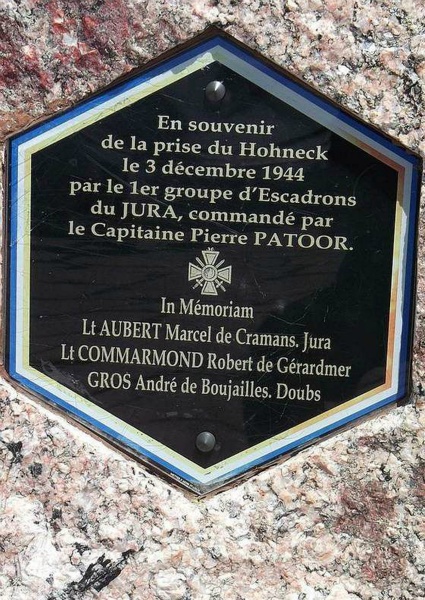 En souvenir
de la prise du Hohneck
le 3 décembre 1944
par le 1er groupe d'Escadrons
du JURA, commandé par
le Capitaine Pierre PATOOR.
In Mémoriam
Lt AUBERT Marcel de Cramans. Jura
Lt COMMARMOND Robert de Gérardmer
GROS André de Boujailles. Doubs